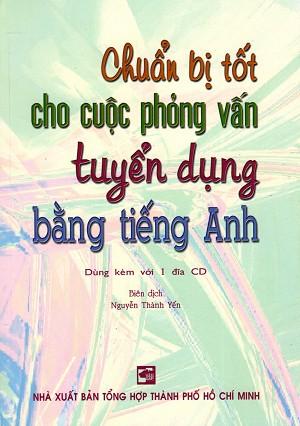 Chuẩn bị tốt
cho cuộc phỏng vấn
tuyển dụng
bằng tiếng Anh
Dùng kèm với 1 đĩa CD
Biên dịch:
Nguyễn Thành Yến
NHÀ XUẤT BẢN TỔNG HỢP THÀNH PHỐ HỒ CHÍ MINH